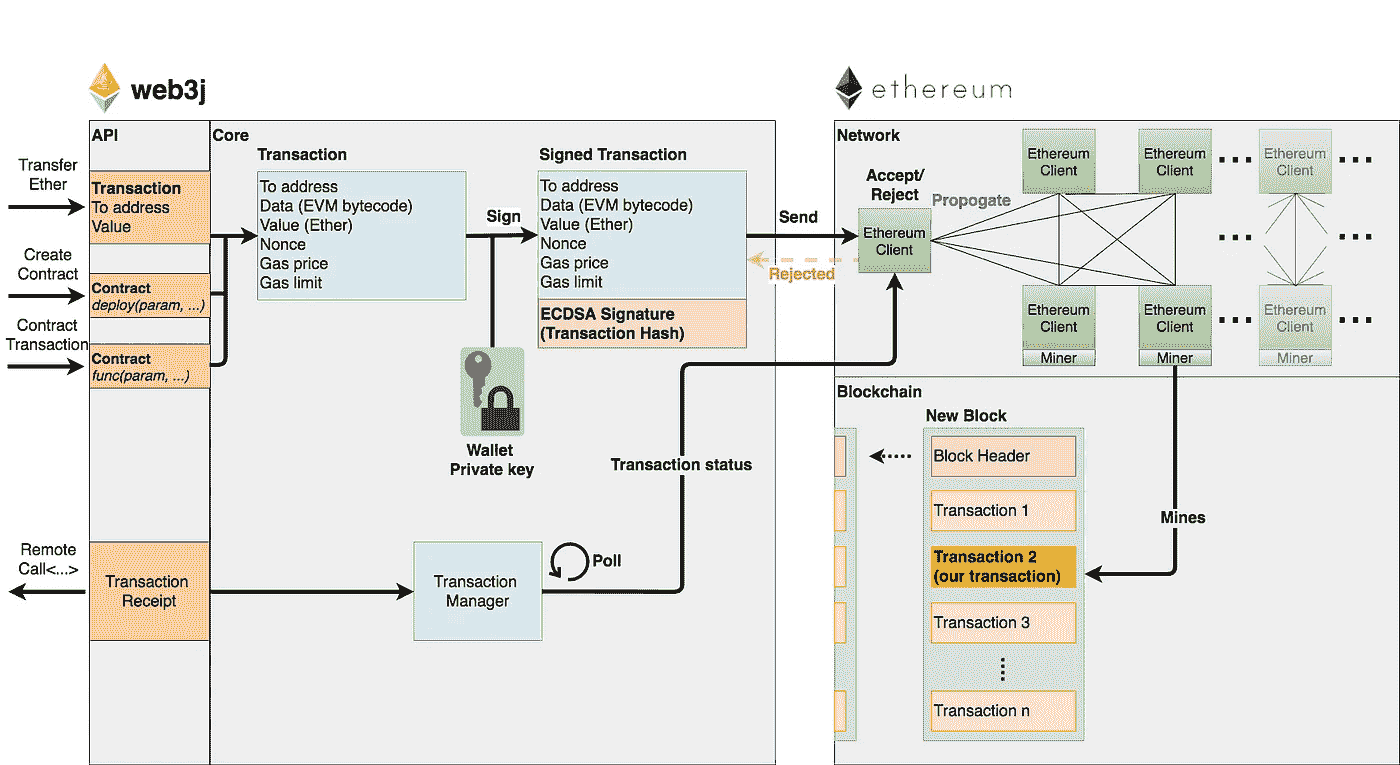 web3j
ethereum
API
Core
Transfer
Ether
Transaction
To address
Value
Create
Contract
Contract
deploy(param, ...)
Contract
Transaction
Contract
func(param, ...)
Transaction
To address
Data (EVM bytecode)
Value (Ether)
Nonce
Gas price
Gas limit
Sign
Wallet
Private key
Signed Transaction
To address
Data (EVM bytecode)
Value (Ether)
Nonce
Gas price
Gas limit
ECDSA Signature
(Transaction Hash)
Send
Rejected
Remote
Call<...>
Transaction
Receipt
Transaction
Manager
Poll
Transaction status
Network
Accept/
Reject
Ethereum
Client
Propogate
Ethereum
Client
Ethereum
Client
Ethereum
Client
Ethereum
Client
Miner
Ethereum
Client
Miner
Ethereum
Client
Miner
Blockchain
New Block
Block Header
Transaction 1
Transaction 2
(our transaction)
Transaction 3
Transaction n
Mines